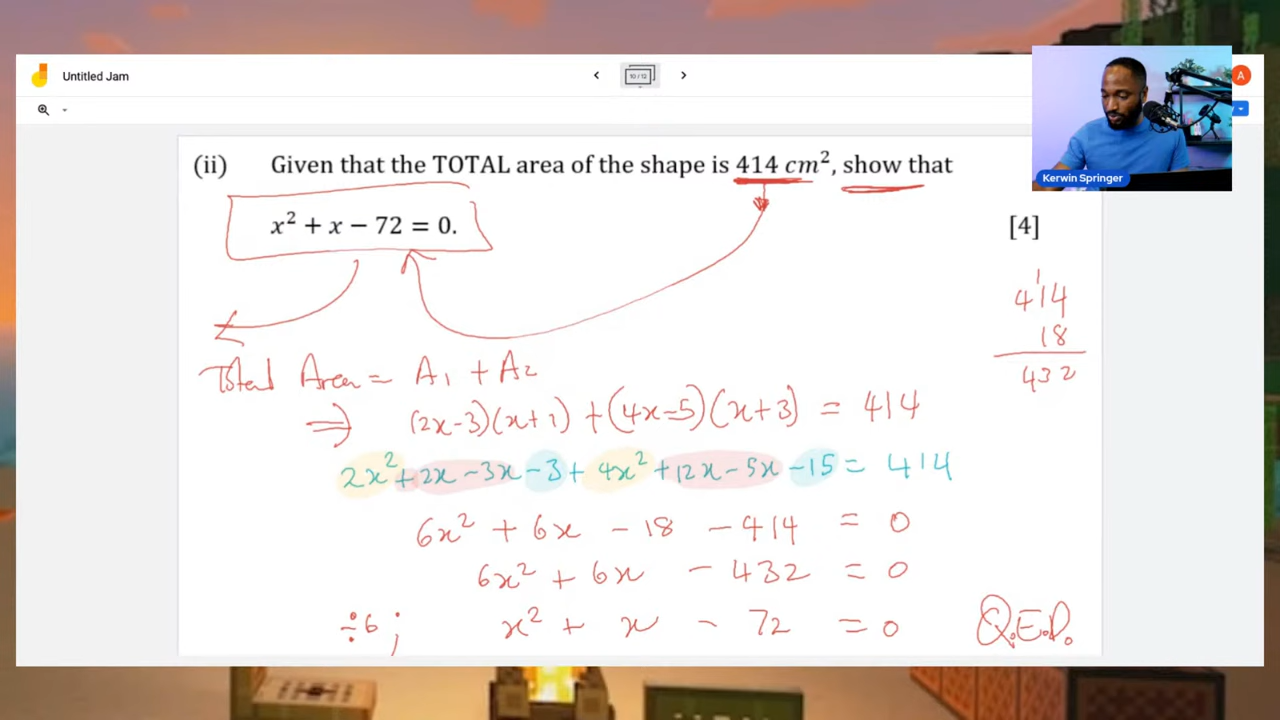 Untitled Jam
10 / 12
A
Kerwin Springer
(ii) Given that the TOTAL area of the shape is 414 cm², show that
x² + x − 72 = 0.
[4]
1
414
18
432
Total Area = A₁ + A₂
⇒ (2x-3)(x+1) + (4x-5)(x+3) = 414
2x² + 2x - 3x - 3 + 4x² + 12x - 5x - 15 = 414
6x² + 6x - 18 - 414 = 0
6x² + 6x - 432 = 0
÷6; x² + x - 72 = 0 Q.E.D.